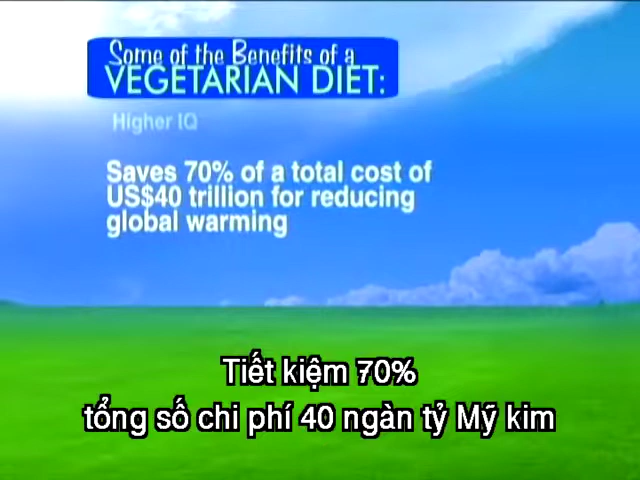 Some of the Benefits of a
VEGETARIAN DIET:
Higher IQ
Saves 70% of a total cost of
US$40 trillion for reducing
global warming
Tiết kiệm 70%
tổng số chi phí 40 ngàn tỷ Mỹ kim